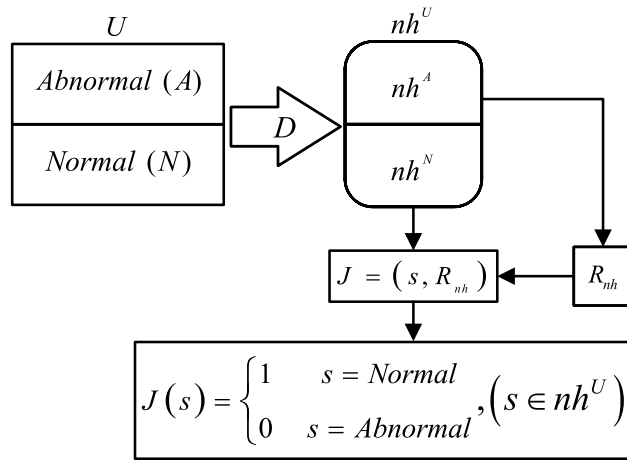 U
nh^U
Abnormal (A)
nh^A
D
Normal (N)
nh^N
J = (s, R_nh)
R_nh
J(s) = {1 s = Normal
0 s = Abnormal , (s ∈ nh^U)